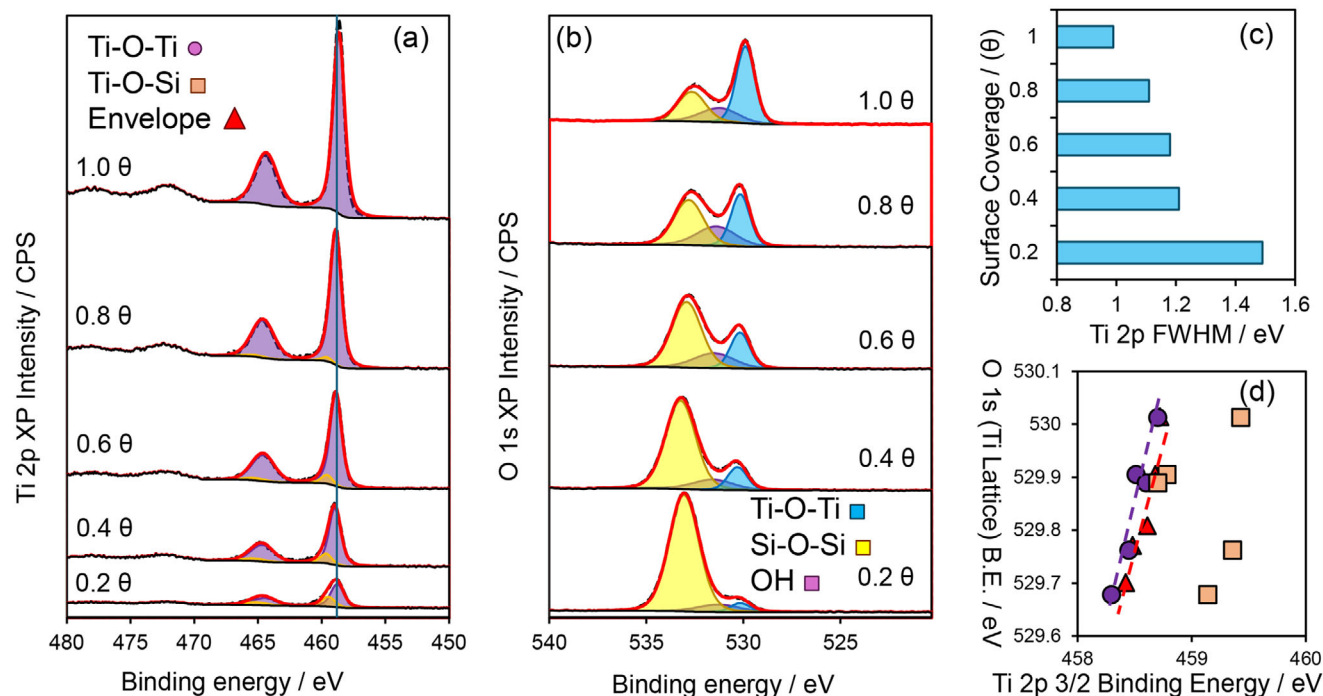 (a)
Ti-O-Ti
Ti-O-Si
Envelope
1.0 θ
0.8 θ
0.6 θ
0.4 θ
0.2 θ
Ti 2p XP Intensity / CPS
480 475 470 465 460 455 450
Binding energy / eV
(b)
1.0 θ
0.8 θ
0.6 θ
0.4 θ
Ti-O-Ti
Si-O-Si
OH
0.2 θ
O 1s XP Intensity / CPS
540 535 530 525
Binding energy / eV
(c)
Surface Coverage / (θ)
1
0.8
0.6
0.4
0.2
0.8 1 1.2 1.4 1.6
Ti 2p FWHM / eV
(d)
O 1s (Ti Lattice) B.E. / eV
530.1
530
529.9
529.8
529.7
529.6
458 459 460
Ti 2p 3/2 Binding Energy / eV